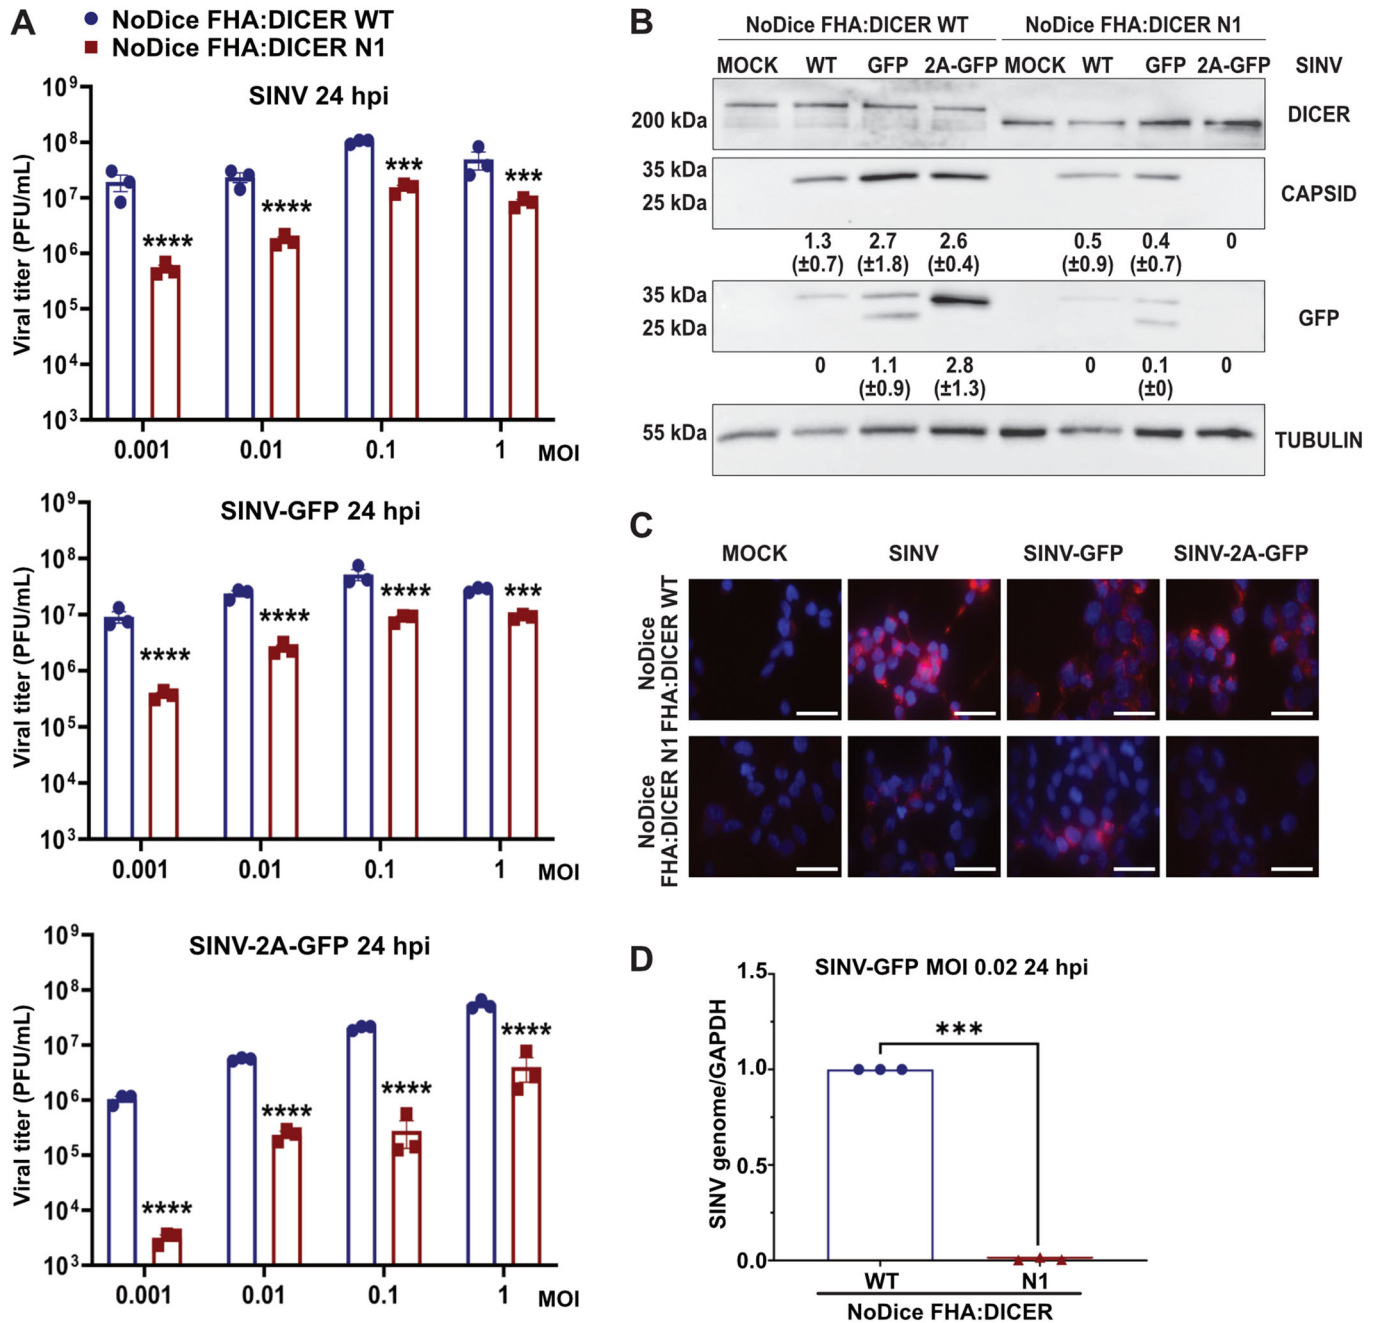 A
NoDice FHA:DICER WT
NoDice FHA:DICER N1
SINV 24 hpi
Viral titer (PFU/mL)
10⁹
10⁸
10⁷
10⁶
10⁵
10⁴
10³
****
****
***
***
0.001 0.01 0.1 1 MOI
SINV-GFP 24 hpi
Viral titer (PFU/mL)
10⁹
10⁸
10⁷
10⁶
10⁵
10⁴
10³
****
****
****
***
0.001 0.01 0.1 1 MOI
SINV-2A-GFP 24 hpi
Viral titer (PFU/mL)
10⁹
10⁸
10⁷
10⁶
10⁵
10⁴
10³
****
****
****
****
0.001 0.01 0.1 1 MOI
B
NoDice FHA:DICER WT NoDice FHA:DICER N1
MOCK WT GFP 2A-GFP MOCK WT GFP 2A-GFP SINV
200 kDa DICER
35 kDa
25 kDa CAPSID
1.3 2.7 2.6 0.5 0.4 0
(±0.7) (±1.8) (±0.4) (±0.9) (±0.7)
35 kDa
25 kDa GFP
0 1.1 2.8 0 0.1 0
(±0.9) (±1.3) (±0)
55 kDa TUBULIN
C
MOCK SINV SINV-GFP SINV-2A-GFP
NoDice
FHA:DICER WT
NoDice
FHA:DICER N1
D
SINV-GFP MOI 0.02 24 hpi
SINV genome/GAPDH
1.5
1.0
0.5
0.0
***
WT N1
NoDice FHA:DICER